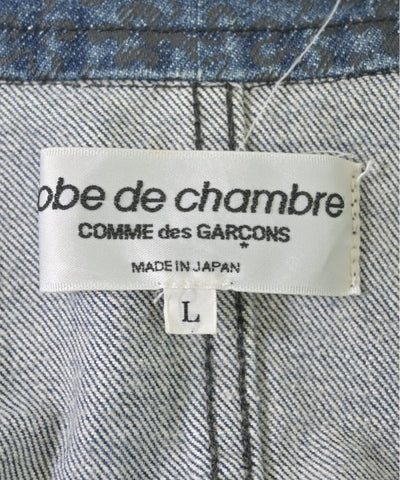 obe de chambre
COMME des GARÇONS
MADE IN JAPAN
L